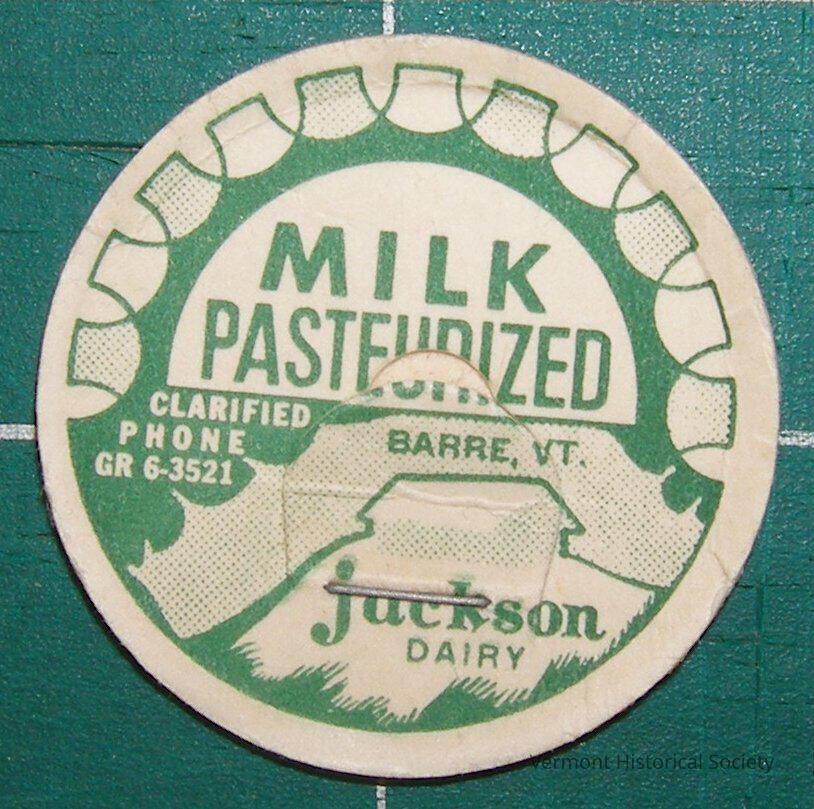 MILK
PASTEURIZED
CLARIFIED
PHONE
GR 6-3521
BARRE, VT.
jackson
DAIRY
Vermont Historical Society